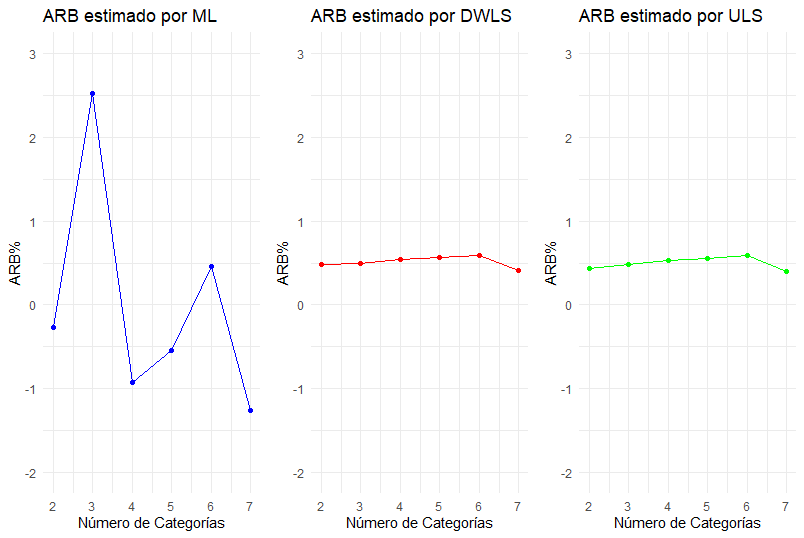 ARB estimado por ML
ARB estimado por DWLS
ARB estimado por ULS
3
2
1
0
-1
-2
ARB%
2 3 4 5 6 7
Número de Categorías
3
2
1
0
-1
-2
ARB%
2 3 4 5 6 7
Número de Categorías
3
2
1
0
-1
-2
ARB%
2 3 4 5 6 7
Número de Categorías